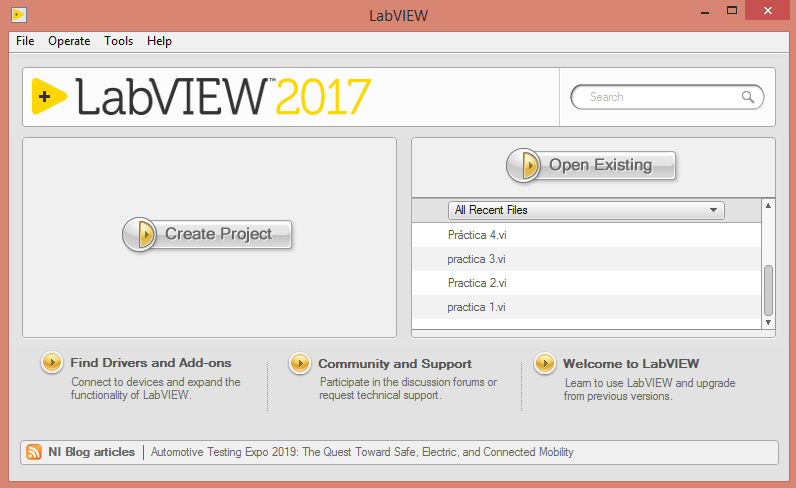 LabVIEW
File Operate Tools Help
LabVIEW™ 2017
Search
Create Project
Open Existing
All Recent Files
Práctica 4.vi
practica 3.vi
Practica 2.vi
practica 1.vi
Find Drivers and Add-ons
Connect to devices and expand the
functionality of LabVIEW.
Community and Support
Participate in the discussion forums or
request technical support.
Welcome to LabVIEW
Learn to use LabVIEW and upgrade
from previous versions.
NI Blog articles | Automotive Testing Expo 2019: The Quest Toward Safe, Electric, and Connected Mobility